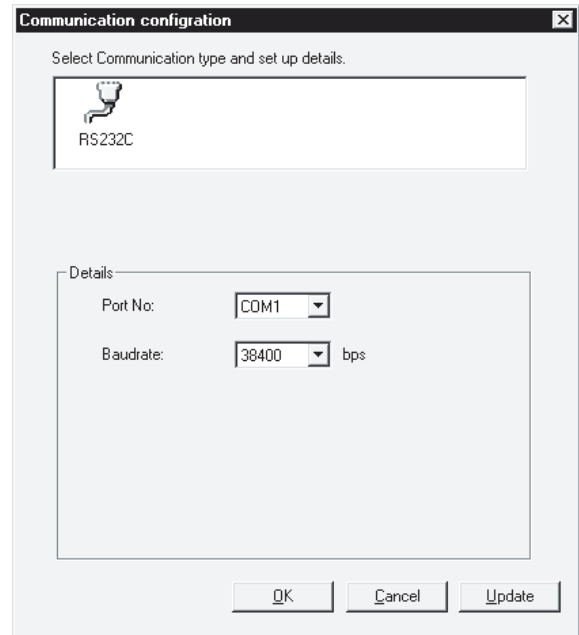 Communication configration
Select Communication type and set up details.
RS232C
Details
Port No: COM1
Baudrate: 38400 bps
OK Cancel Update